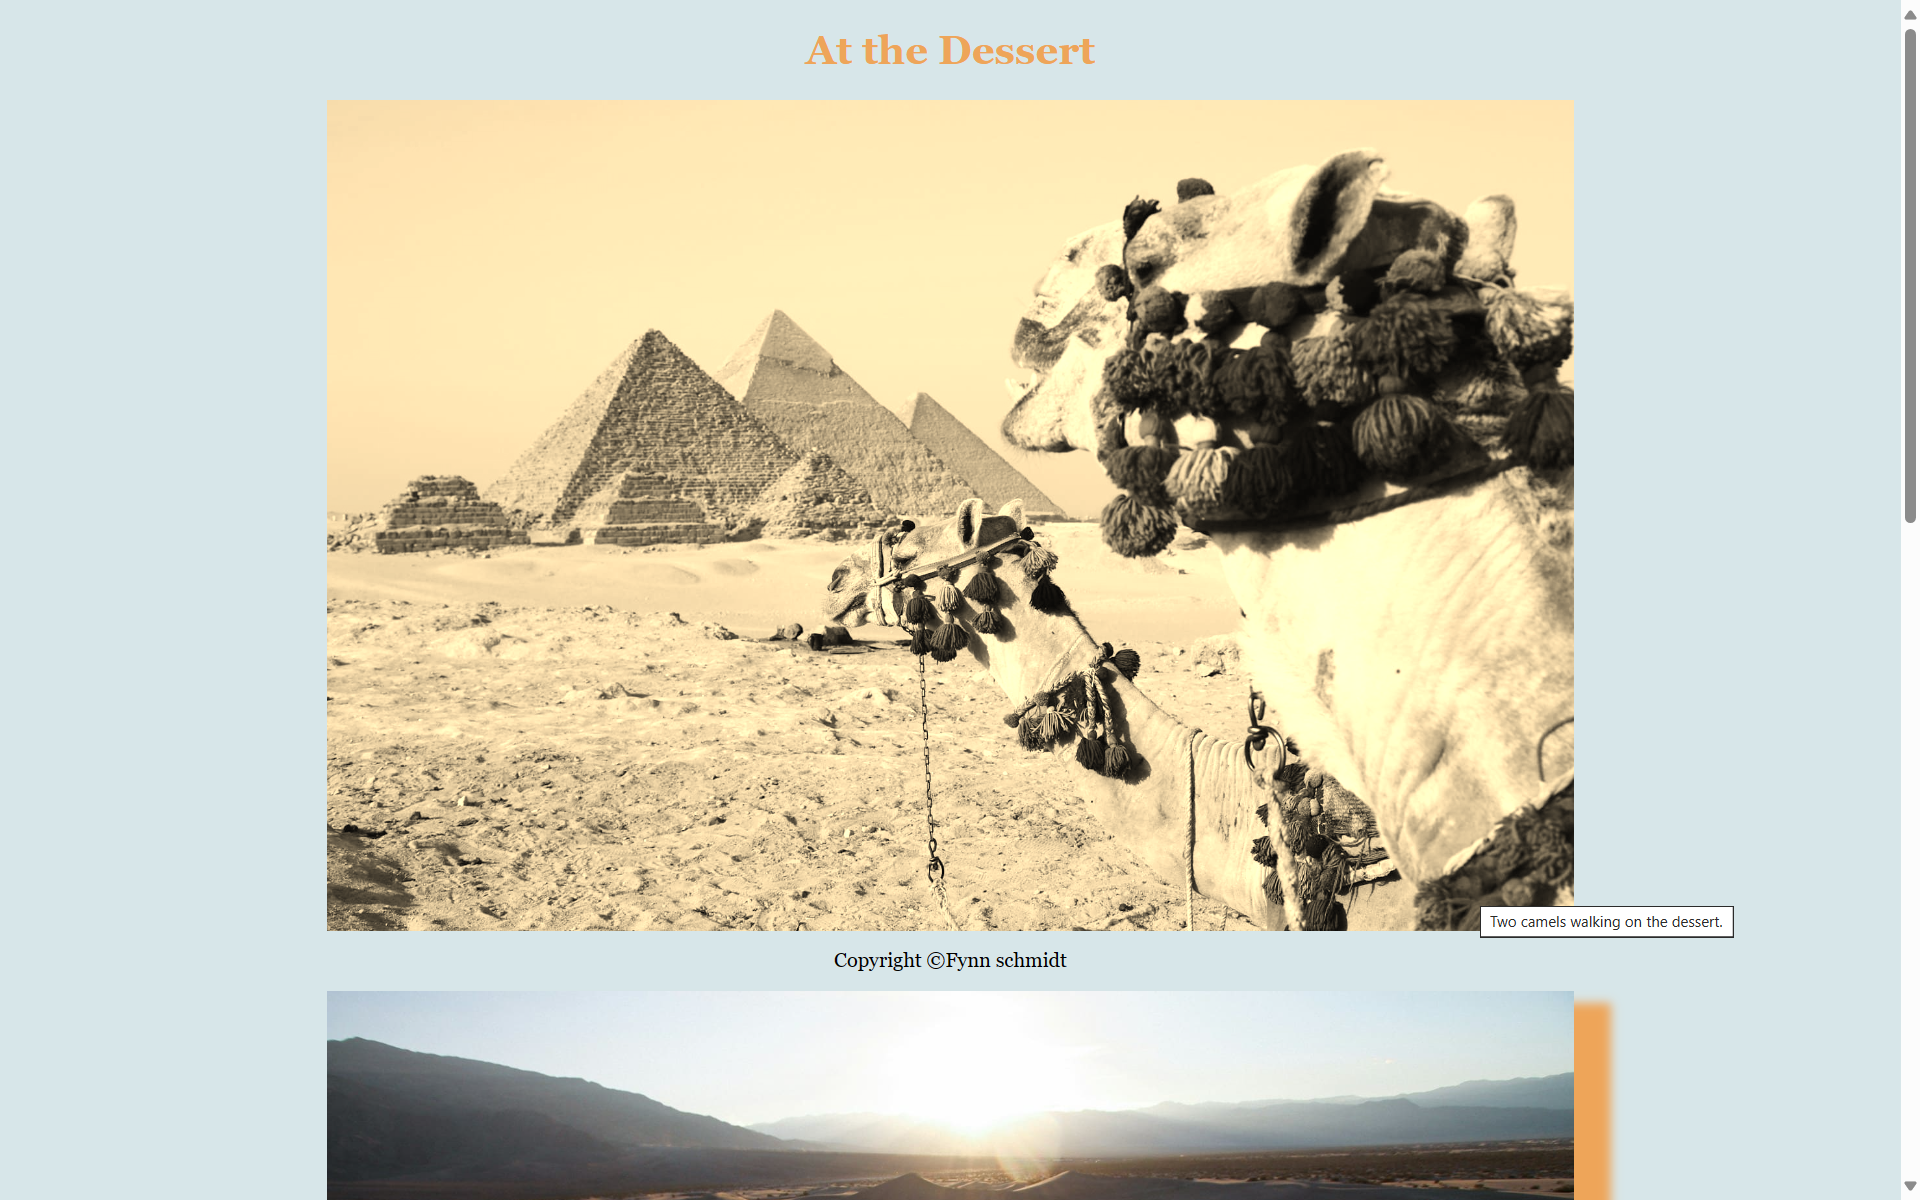 At the Dessert
Two camels walking on the dessert.
Copyright ©Fynn schmidt